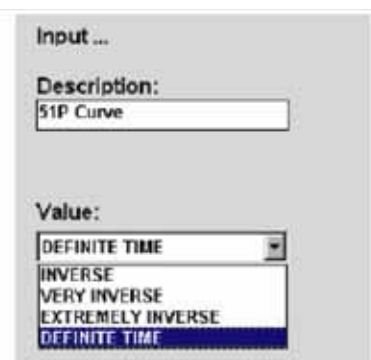 Input ...
Description:
51P Curve
Value:
DEFINITE TIME
INVERSE
VERY INVERSE
EXTREMELY INVERSE
DEFINITE TIME